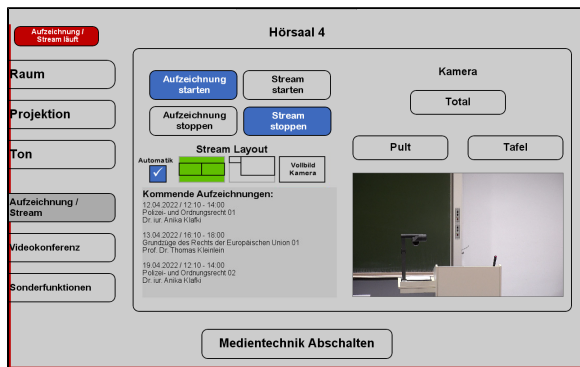 Aufzeichnung /
Stream läuft
Hörsaal 4
Raum
Projektion
Ton
Aufzeichnung /
Stream
Videokonferenz
Sonderfunktionen
Aufzeichnung
starten
Stream
starten
Aufzeichnung
stoppen
Stream
stoppen
Stream Layout
Automatik
Vollbild
Kamera
Kommende Aufzeichnungen:
12.04.2022 / 12:10 - 14:00
Polizei- und Ordnungsrecht 01
Dr. iur. Anika Klafki
13.04.2022 / 16:10 - 18:00
Grundzüge des Rechts der Europäischen Union 01
Prof. Dr. Thomas Kleinlein
19.04.2022 / 12:10 - 14:00
Polizei- und Ordnungsrecht 02
Dr. iur. Anika Klafki
Kamera
Total
Pult
Tafel
Medientechnik Abschalten